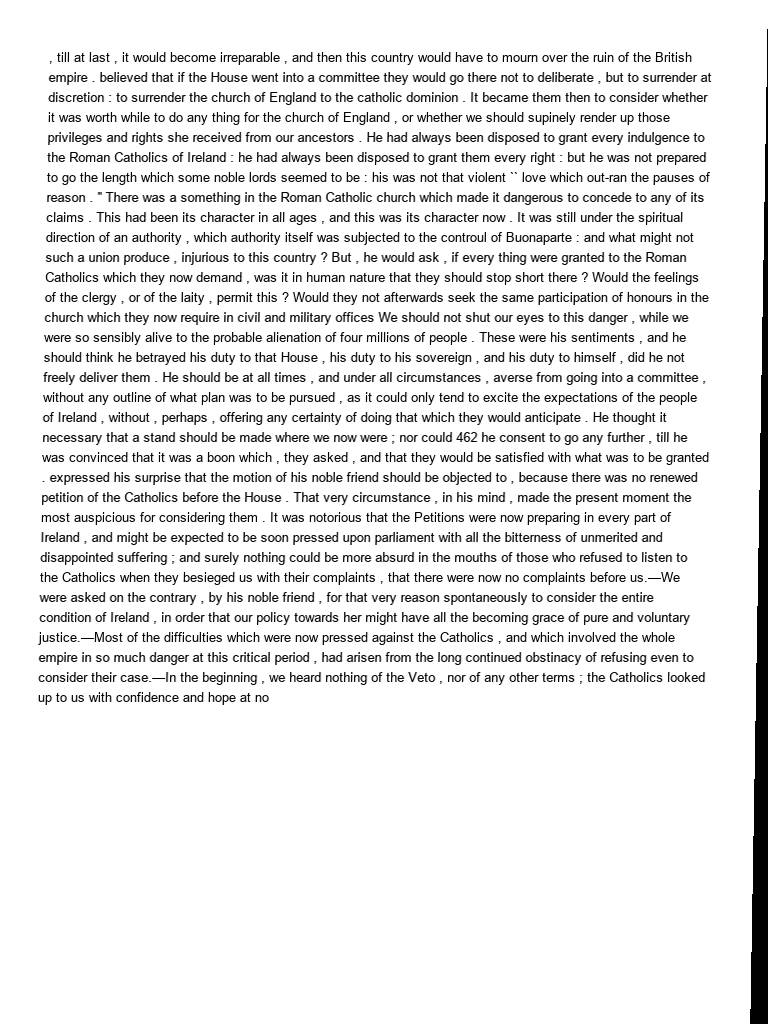 , till at last , it would become irreparable , and then this country would have to mourn over the ruin of the British
empire . believed that if the House went into a committee they would go there not to deliberate , but to surrender at
discretion : to surrender the church of England to the catholic dominion . It became them then to consider whether
it was worth while to do any thing for the church of England , or whether we should supinely render up those
privileges and rights she received from our ancestors . He had always been disposed to grant every indulgence to
the Roman Catholics of Ireland : he had always been disposed to grant them every right : but he was not prepared
to go the length which some noble lords seemed to be : his was not that violent `` love which out-ran the pauses of
reason . " There was a something in the Roman Catholic church which made it dangerous to concede to any of its
claims . This had been its character in all ages , and this was its character now . It was still under the spiritual
direction of an authority , which authority itself was subjected to the controul of Buonaparte : and what might not
such a union produce , injurious to this country ? But , he would ask , if every thing were granted to the Roman
Catholics which they now demand , was it in human nature that they should stop short there ? Would the feelings
of the clergy , or of the laity , permit this ? Would they not afterwards seek the same participation of honours in the
church which they now require in civil and military offices We should not shut our eyes to this danger , while we
were so sensibly alive to the probable alienation of four millions of people . These were his sentiments , and he
should think he betrayed his duty to that House , his duty to his sovereign , and his duty to himself , did he not
freely deliver them . He should be at all times , and under all circumstances , averse from going into a committee ,
without any outline of what plan was to be pursued , as it could only tend to excite the expectations of the people
of Ireland , without , perhaps , offering any certainty of doing that which they would anticipate . He thought it
necessary that a stand should be made where we now were ; nor could 462 he consent to go any further , till he
was convinced that it was a boon which , they asked , and that they would be satisfied with what was to be granted
. expressed his surprise that the motion of his noble friend should be objected to , because there was no renewed
petition of the Catholics before the House . That very circumstance , in his mind , made the present moment the
most auspicious for considering them . It was notorious that the Petitions were now preparing in every part of
Ireland , and might be expected to be soon pressed upon parliament with all the bitterness of unmerited and
disappointed suffering ; and surely nothing could be more absurd in the mouths of those who refused to listen to
the Catholics when they besieged us with their complaints , that there were now no complaints before us.—We
were asked on the contrary , by his noble friend , for that very reason spontaneously to consider the entire
condition of Ireland , in order that our policy towards her might have all the becoming grace of pure and voluntary
justice.—Most of the difficulties which were now pressed against the Catholics , and which involved the whole
empire in so much danger at this critical period , had arisen from the long continued obstinacy of refusing even to
consider their case.—In the beginning , we heard nothing of the Veto , nor of any other terms ; the Catholics looked
up to us with confidence and hope at no